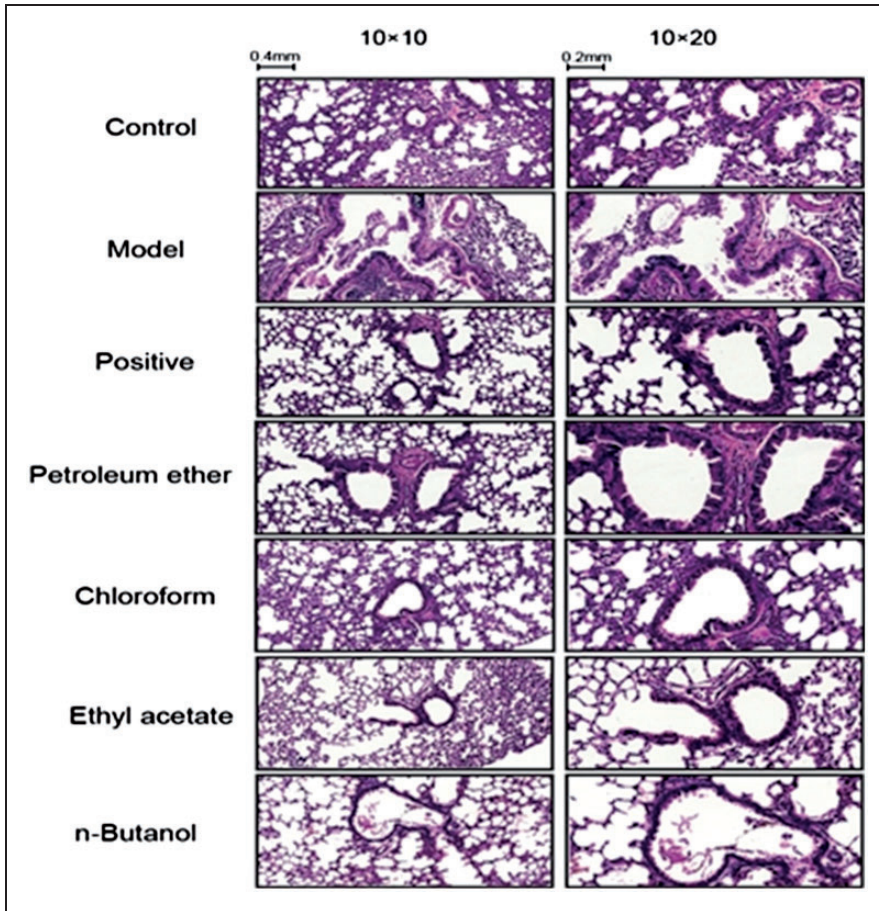 10×10
10×20
0.4mm
0.2mm
Control
Model
Positive
Petroleum ether
Chloroform
Ethyl acetate
n-Butanol